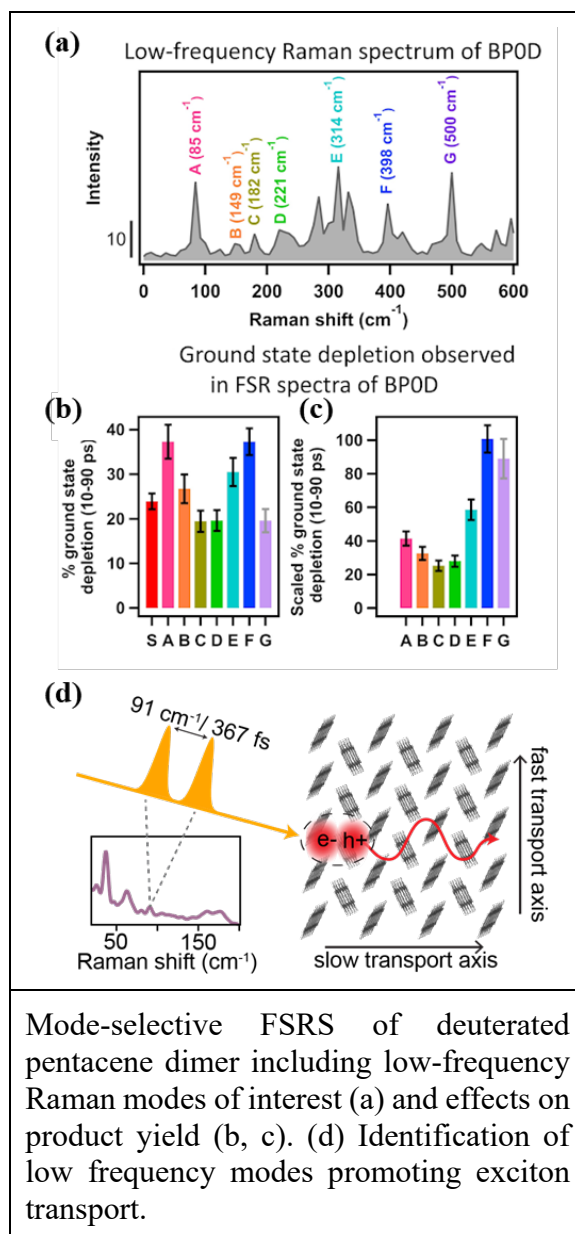 (a)
Low-frequency Raman spectrum of BP0D
Intensity
10
A (85 cm⁻¹)
B (149 cm⁻¹)
C (182 cm⁻¹)
D (221 cm⁻¹)
E (314 cm⁻¹)
F (398 cm⁻¹)
G (500 cm⁻¹)
0 100 200 300 400 500 600
Raman shift (cm⁻¹)
Ground state depletion observed
in FSR spectra of BP0D
(b)
% ground state
depletion (10-90 ps)
40
30
20
10
0
S A B C D E F G
(c)
Scaled % ground state
depletion (10-90 ps)
100
80
60
40
20
0
A B C D E F G
(d)
91 cm⁻¹/ 367 fs
50 150
Raman shift (cm⁻¹)
e- h+
fast transport axis
slow transport axis
Mode-selective FSRS of deuterated
pentacene dimer including low-frequency
Raman modes of interest (a) and effects on
product yield (b, c). (d) Identification of
low frequency modes promoting exciton
transport.